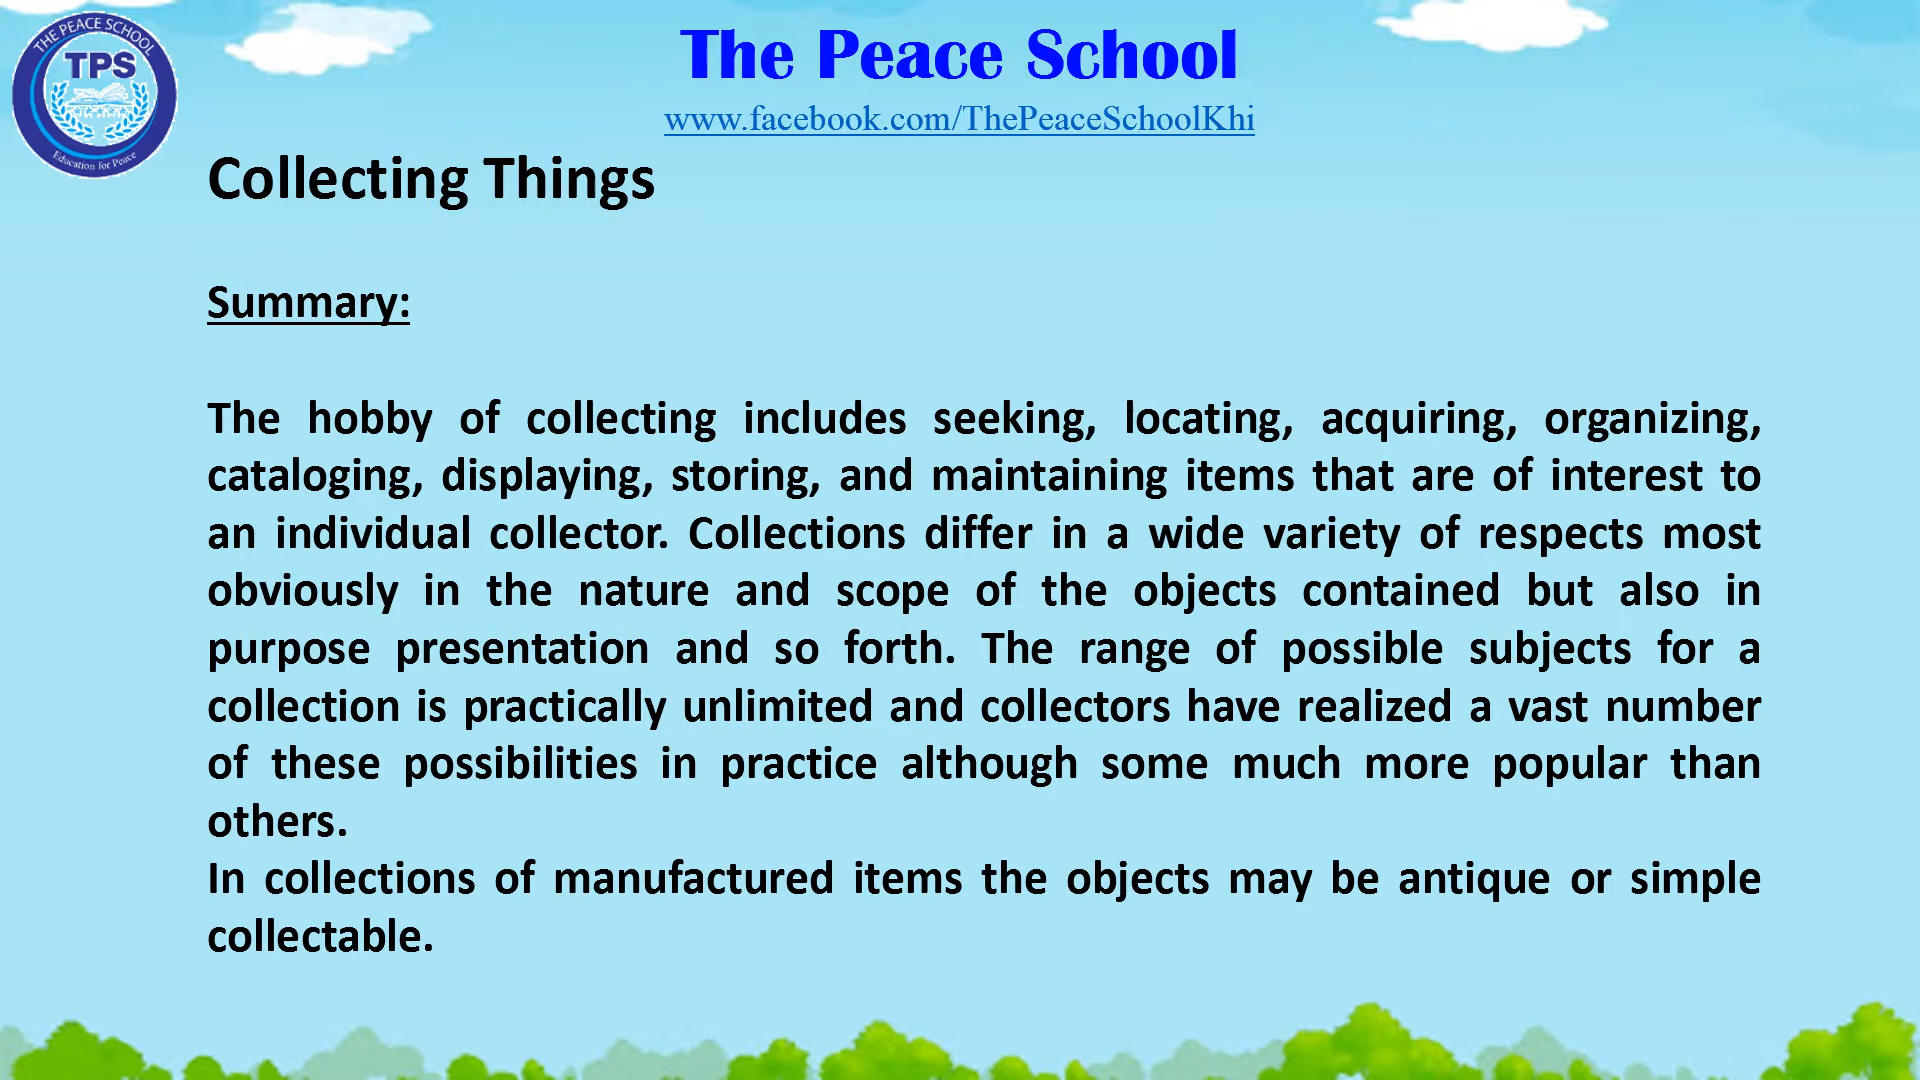 THE PEACE SCHOOL
TPS
Education for Peace
The Peace School
www.facebook.com/ThePeaceSchoolKhi
Collecting Things
Summary:
The hobby of collecting includes seeking, locating, acquiring, organizing,
cataloging, displaying, storing, and maintaining items that are of interest to
an individual collector. Collections differ in a wide variety of respects most
obviously in the nature and scope of the objects contained but also in
purpose presentation and so forth. The range of possible subjects for a
collection is practically unlimited and collectors have realized a vast number
of these possibilities in practice although some much more popular than
others.
In collections of manufactured items the objects may be antique or simple
collectable.